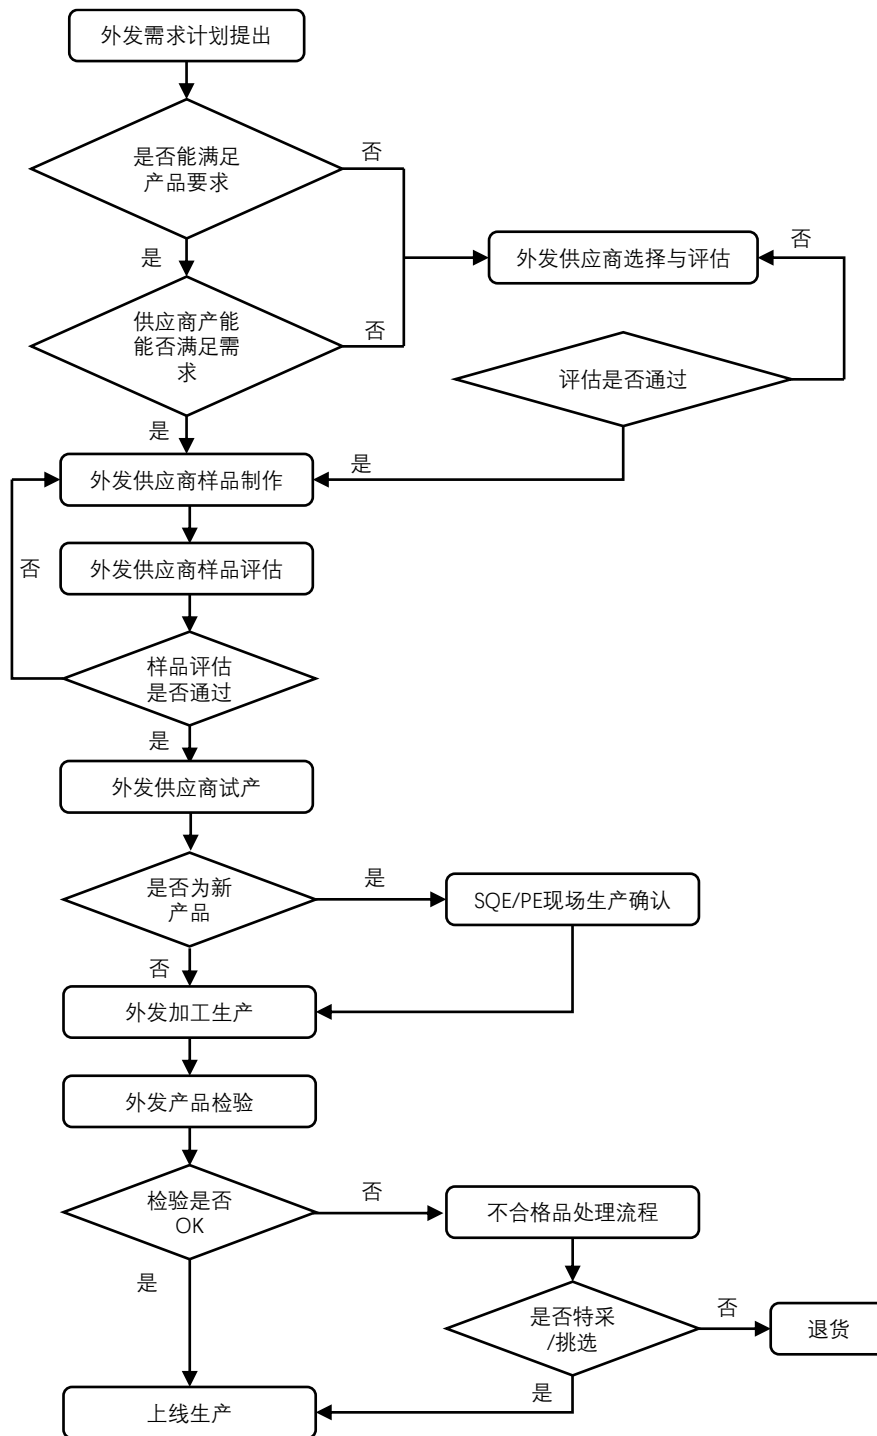 外发需求计划提出
是否能满足
产品要求
否
是
外发供应商选择与评估
否
供应商产能
能否满足需
求
否
评估是否通过
是
是
外发供应商样品制作
外发供应商样品评估
否
样品评估
是否通过
是
外发供应商试产
是否为新
产品
是
SQE/PE现场生产确认
否
外发加工生产
外发产品检验
检验是否
OK
否
不合格品处理流程
是
是否特采
/挑选
否
退货
是
上线生产